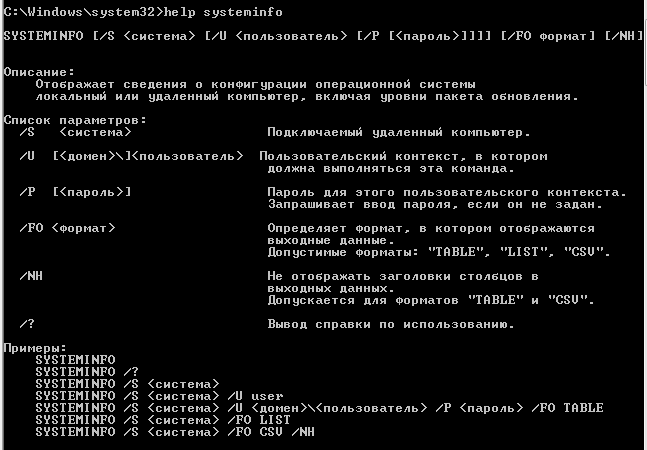 C:\Windows\system32>help systeminfo
SYSTEMINFO [/S <система> [/U <пользователь> [/P [<пароль>]]]] [/FO формат] [/NH]
Описание:
Отображает сведения о конфигурации операционной системы
локальный или удаленный компьютер, включая уровни пакета обновления.
Список параметров:
/S <система> Подключаемый удаленный компьютер.
/U [<домен>\]<пользователь> Пользовательский контекст, в котором
должна выполняться эта команда.
/P [<пароль>] Пароль для этого пользовательского контекста.
Запрашивает ввод пароля, если он не задан.
/FO <формат> Определяет формат, в котором отображаются
выходные данные.
Допустимые форматы: "TABLE", "LIST", "CSV".
/NH Не отображать заголовки столбцов в
выходных данных.
Допускается для форматов "TABLE" и "CSV".
/? Вывод справки по использованию.
Примеры:
SYSTEMINFO
SYSTEMINFO /?
SYSTEMINFO /S <система>
SYSTEMINFO /S <система> /U user
SYSTEMINFO /S <система> /U <домен>\<пользователь> /P <пароль> /FO TABLE
SYSTEMINFO /S <система> /FO LIST
SYSTEMINFO /S <система> /FO CSV /NH